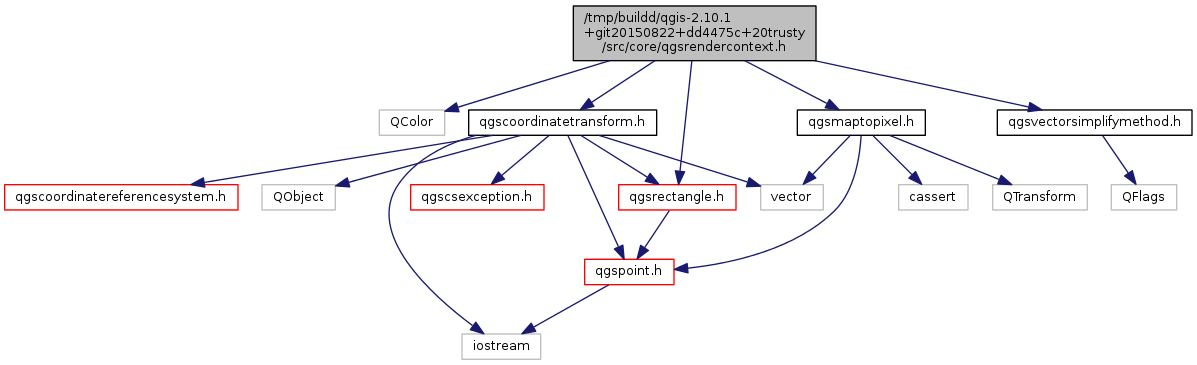 /tmp/buildd/qgis-2.10.1
+git20150822+dd4475c+20trusty
/src/core/qgsrendercontext.h
QColor
qgscoordinatetransform.h
qgsmaptopixel.h
qgsvectorsimplifymethod.h
qgscoordinatereferencesystem.h
QObject
qgscsexception.h
qgsrectangle.h
vector
cassert
QTransform
QFlags
qgspoint.h
iostream